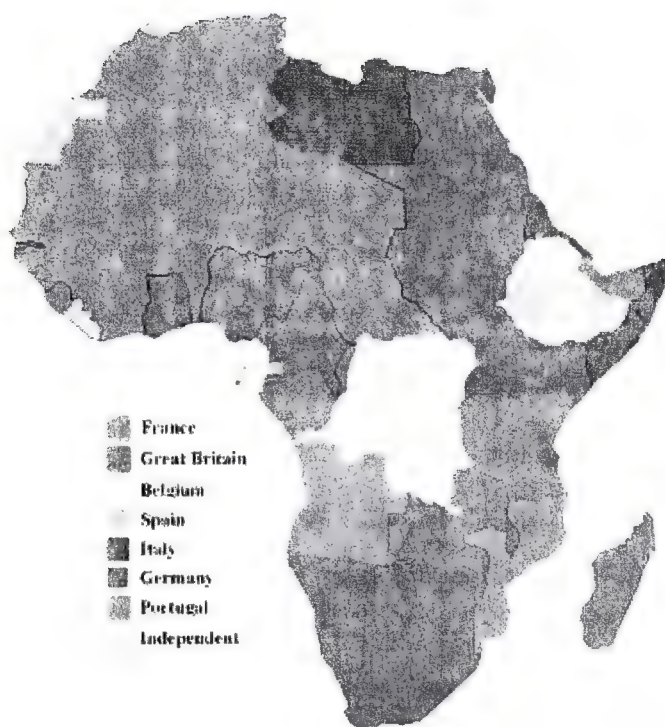 France
Great Britain
Belgium
Spain
Italy
Germany
Portugal
Independent